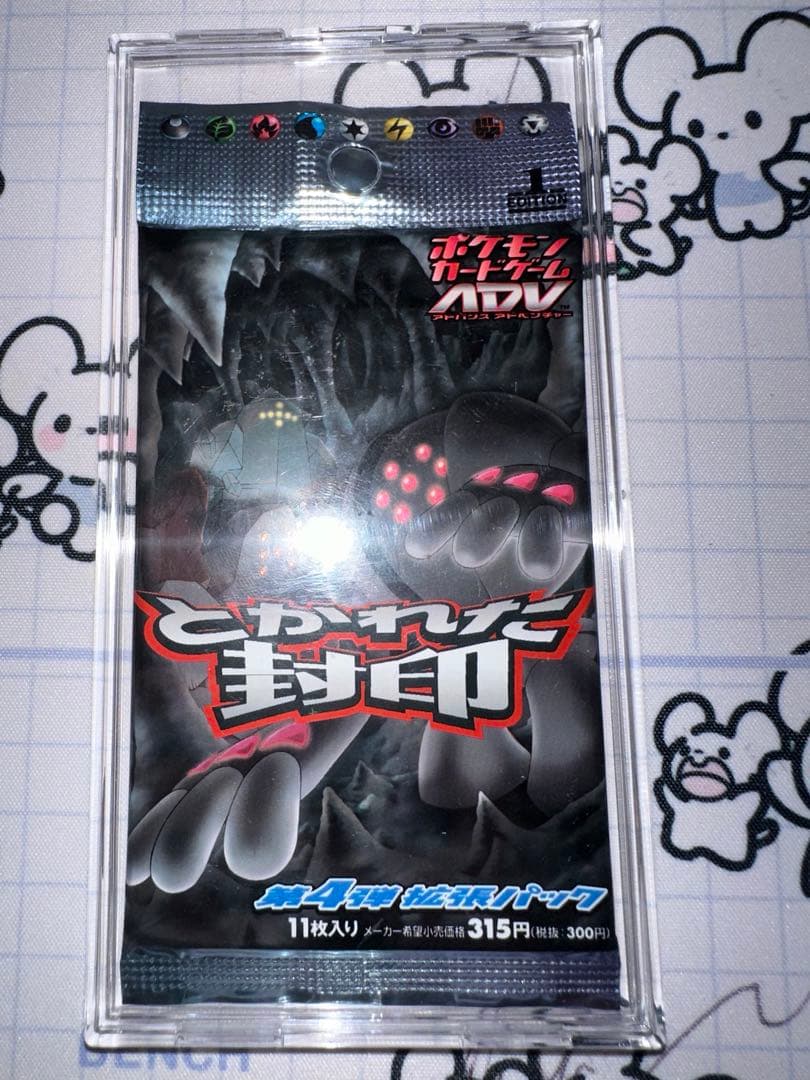 1
EDITION
ポケモン
カードゲーム
ADV™
アドバンス アドベンチャー
とかれた
封印
第4弾 拡張パック
11枚入り メーカー希望小売価格 315円(税抜:300円)
BENCH